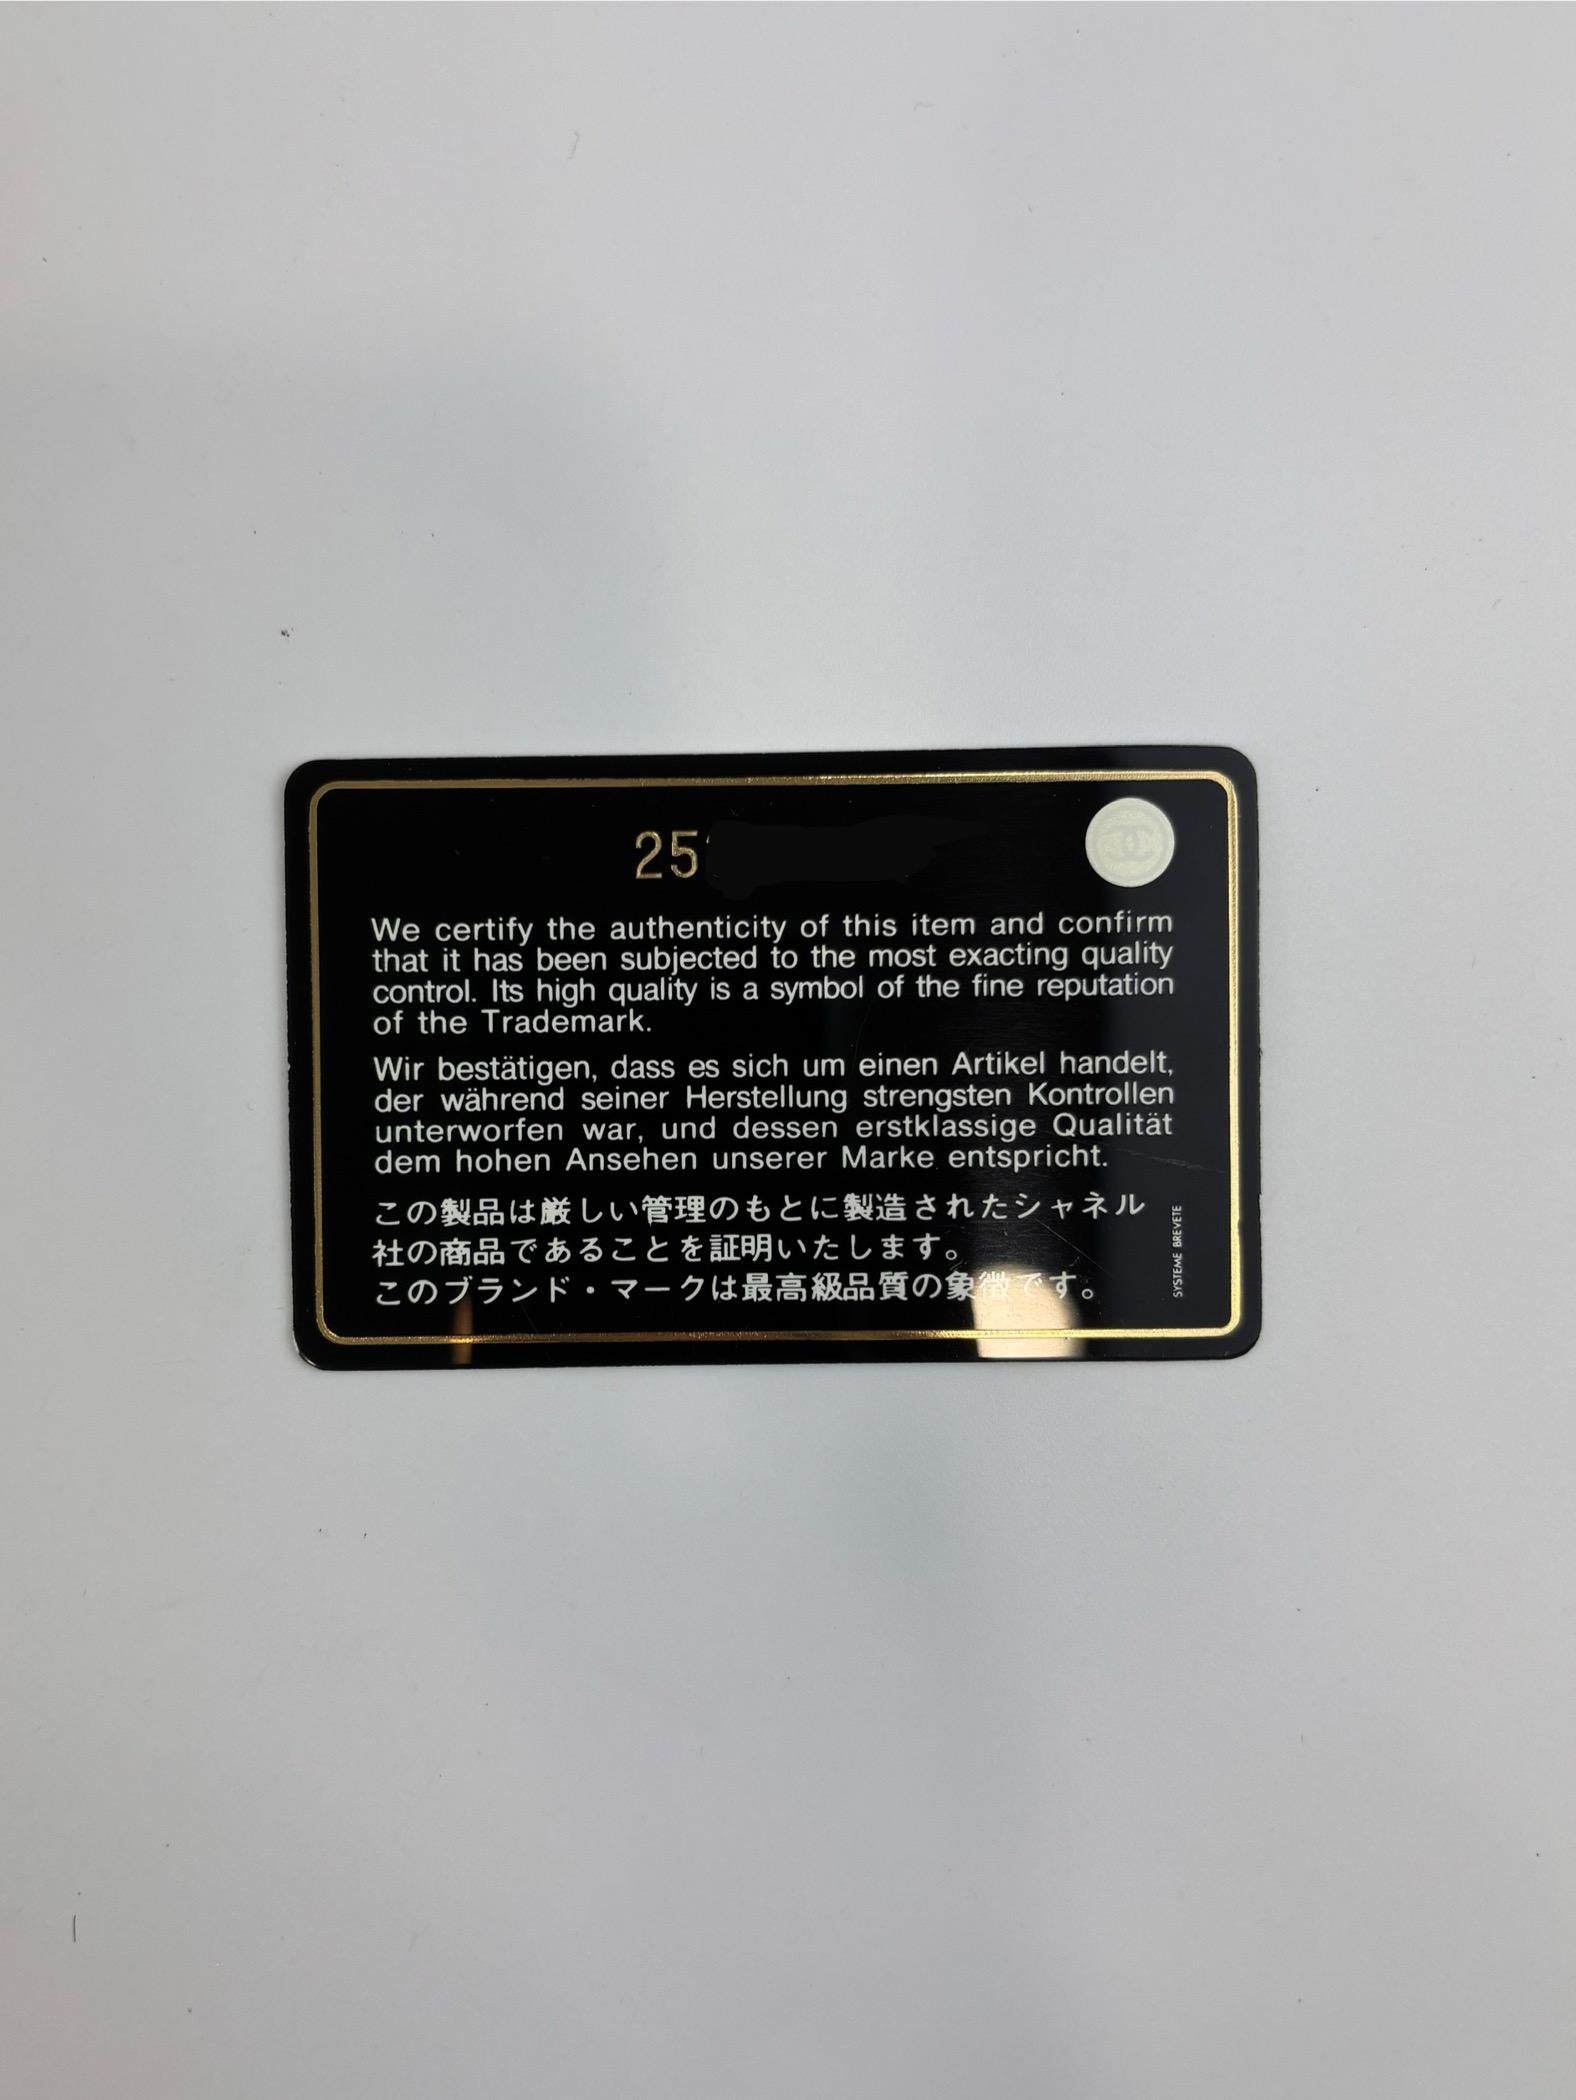 25
We certify the authenticity of this item and confirm
that it has been subjected to the most exacting quality
control. Its high quality is a symbol of the fine reputation
of the Trademark.
Wir bestätigen, dass es sich um einen Artikel handelt,
der während seiner Herstellung strengsten Kontrollen
unterworfen war, und dessen erstklassige Qualität
dem hohen Ansehen unserer Marke entspricht.
この製品は厳しい管理のもとに製造されたシャネル
社の商品であることを証明いたします。
このブランド・マークは最高級品質の象徴です。
SYSTEME BREVETE